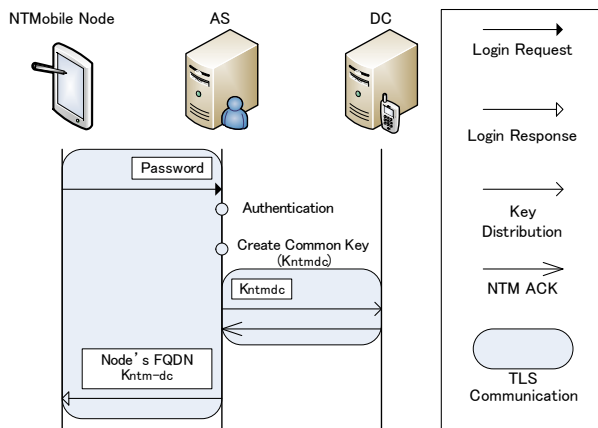 NTMobile Node
AS
DC
Password
Authentication
Create Common Key
(Kntmdc)
Kntmdc
Node's FQDN
Kntm-dc
Login Request
Login Response
Key
Distribution
NTM ACK
TLS
Communication